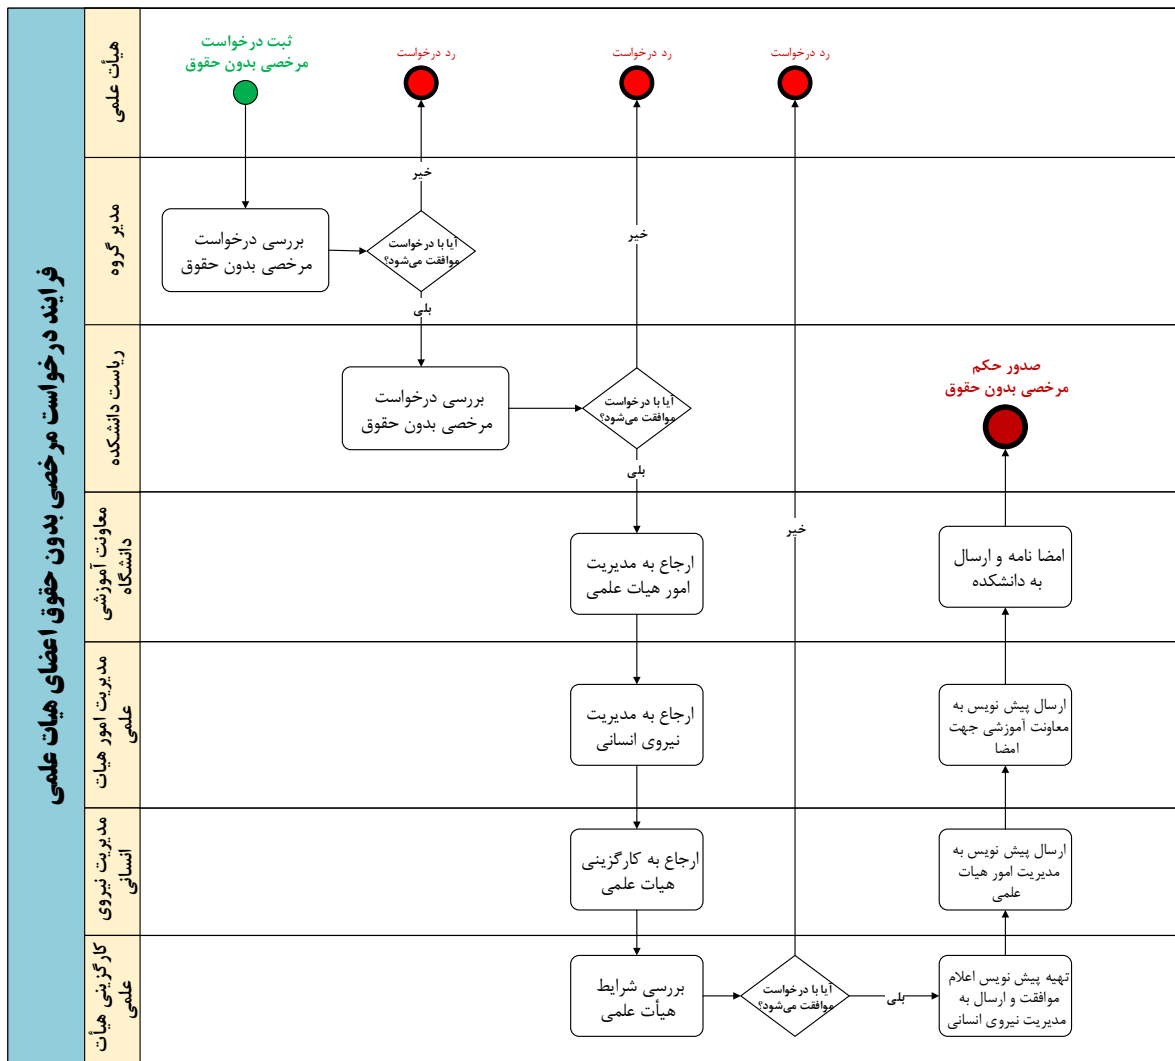 فرایند درخواست مرخصی بدون حقوق اعضای هیات علمی
هیأت علمی
ثبت درخواست
مرخصی بدون حقوق
رد درخواست
رد درخواست
رد درخواست
مدیر گروه
بررسی درخواست
مرخصی بدون حقوق
آیا با درخواست
موافقت می‌شود؟
خیر
بلی
خیر
ریاست دانشکده
بررسی درخواست
مرخصی بدون حقوق
آیا با درخواست
موافقت می‌شود؟
بلی
صدور حکم
مرخصی بدون حقوق
معاونت آموزشی
دانشگاه
ارجاع به مدیریت
امور هیات علمی
خیر
امضا نامه و ارسال
به دانشکده
مدیریت امور هیات
علمی
ارجاع به مدیریت
نیروی انسانی
ارسال پیش نویس به
معاونت آموزشی جهت
امضا
مدیریت نیروی
انسانی
ارجاع به کارگزینی
هیات علمی
ارسال پیش نویس به
مدیریت امور هیات
علمی
کارگزینی هیأت
علمی
بررسی شرایط
هیأت علمی
آیا با درخواست
موافقت می‌شود؟
بلی
تهیه پیش نویس اعلام
موافقت و ارسال به
مدیریت نیروی انسانی